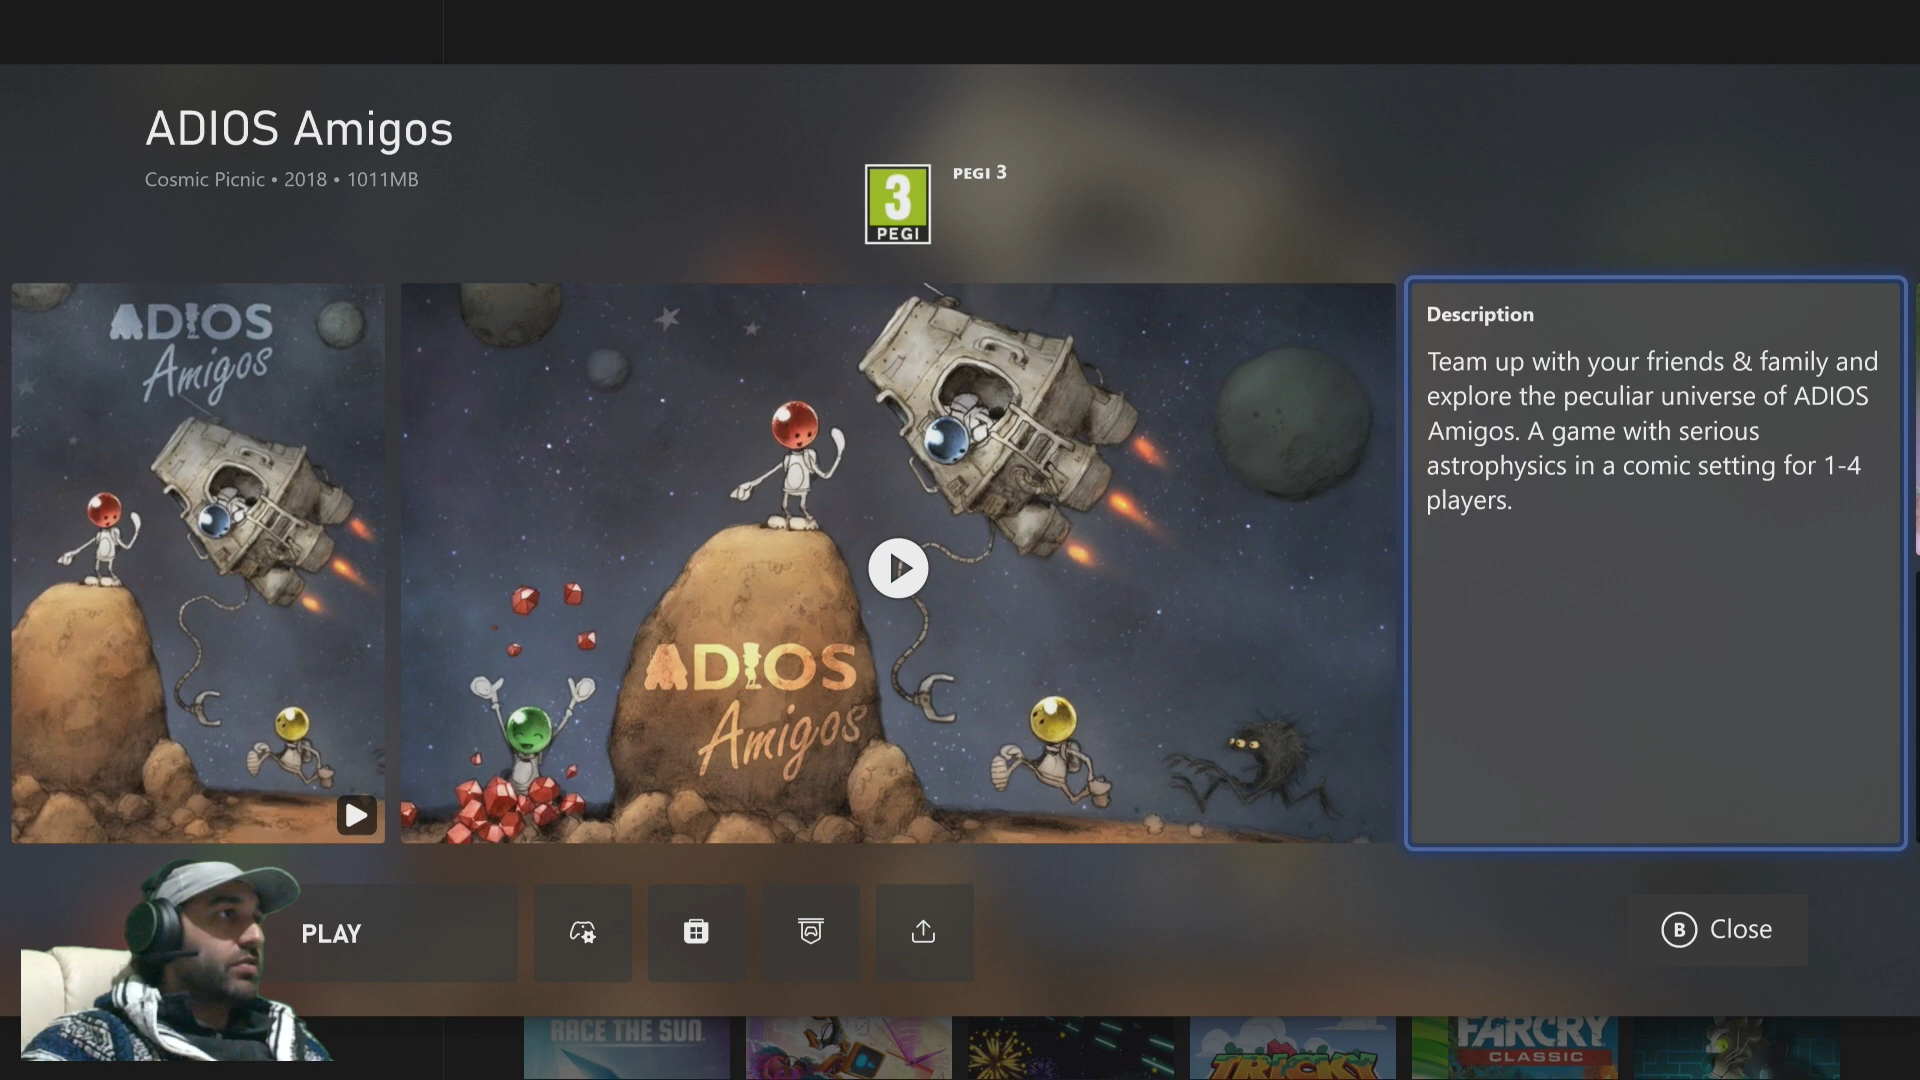 ADIOS Amigos
Cosmic Picnic • 2018 • 1011MB
3
PEGI
PEGI 3
ADIOS
Amigos
ADIOS
Amigos
Description
Team up with your friends & family and
explore the peculiar universe of ADIOS
Amigos. A game with serious
astrophysics in a comic setting for 1-4
players.
PLAY
B Close
RACE THE SUN
TRICKY
FARCRY
CLASSIC